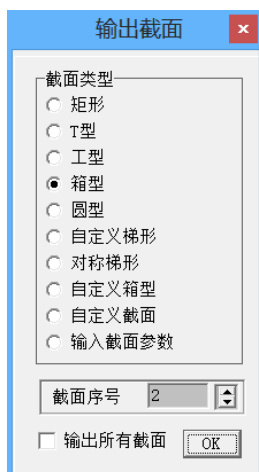 输出截面
×
截面类型
矩形
T型
工型
箱型
圆型
自定义梯形
对称梯形
自定义箱型
自定义截面
输入截面参数
截面序号 2
输出所有截面 OK